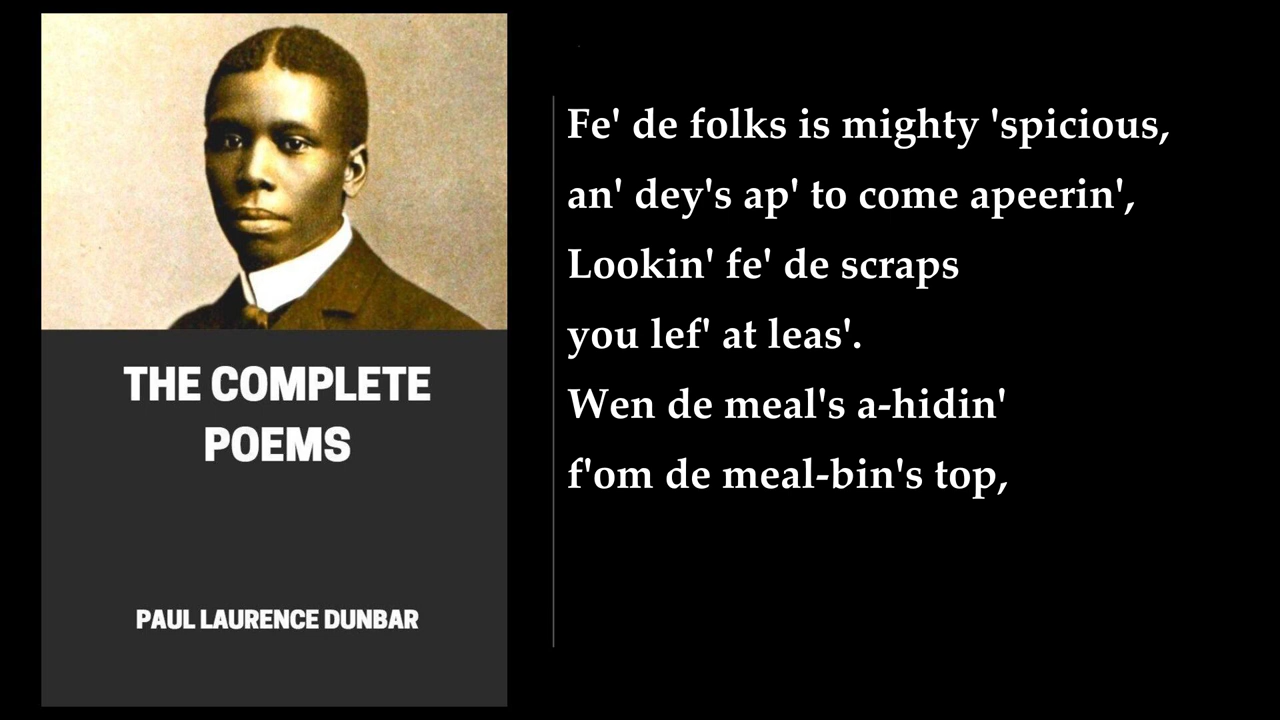 THE COMPLETE
POEMS
PAUL LAURENCE DUNBAR
Fe' de folks is mighty 'spicious,
an' dey's ap' to come apeerin',
Lookin' fe' de scraps
you lef' at leas'.
Wen de meal's a-hidin'
f'om de meal-bin's top,